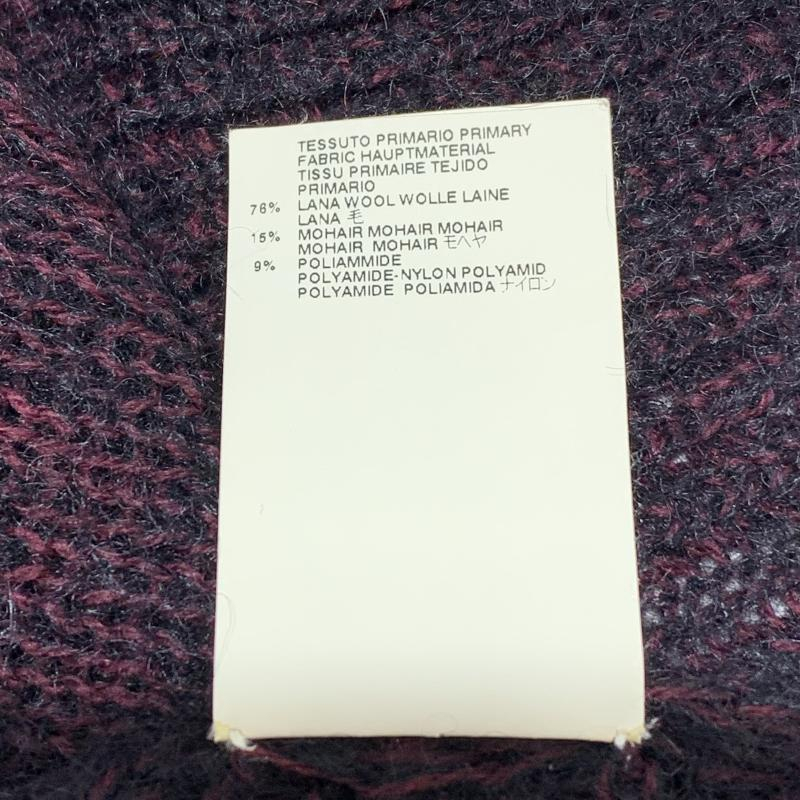 TESSUTO PRIMARIO PRIMARY
FABRIC HAUPTMATERIAL
TISSU PRIMAIRE TEJIDO
PRIMARIO
76% LANA WOOL WOLLE LAINE
LANA 毛
15% MOHAIR MOHAIR MOHAIR
MOHAIR MOHAIR モヘヤ
9% POLIAMMIDE
POLYAMIDE-NYLON POLYAMID
POLYAMIDE POLIAMIDA ナイロン